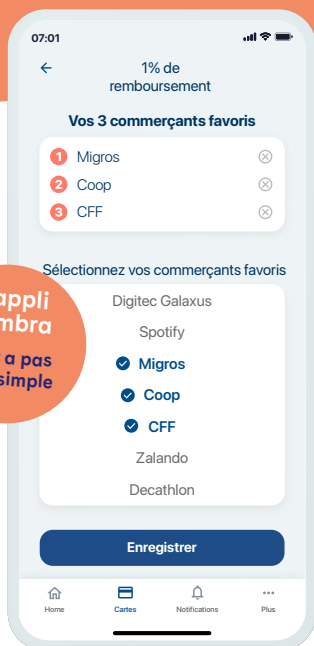 07:01
1% de
remboursement
Vos 3 commerçants favoris
1 Migros
2 Coop
3 CFF
Sélectionnez vos commerçants favoris
Digitec Galaxus
Spotify
Migros
Coop
CFF
Zalando
Decathlon
appli
a pas
simple
Enregistrer
Home
Cartes
Notifications
Plus